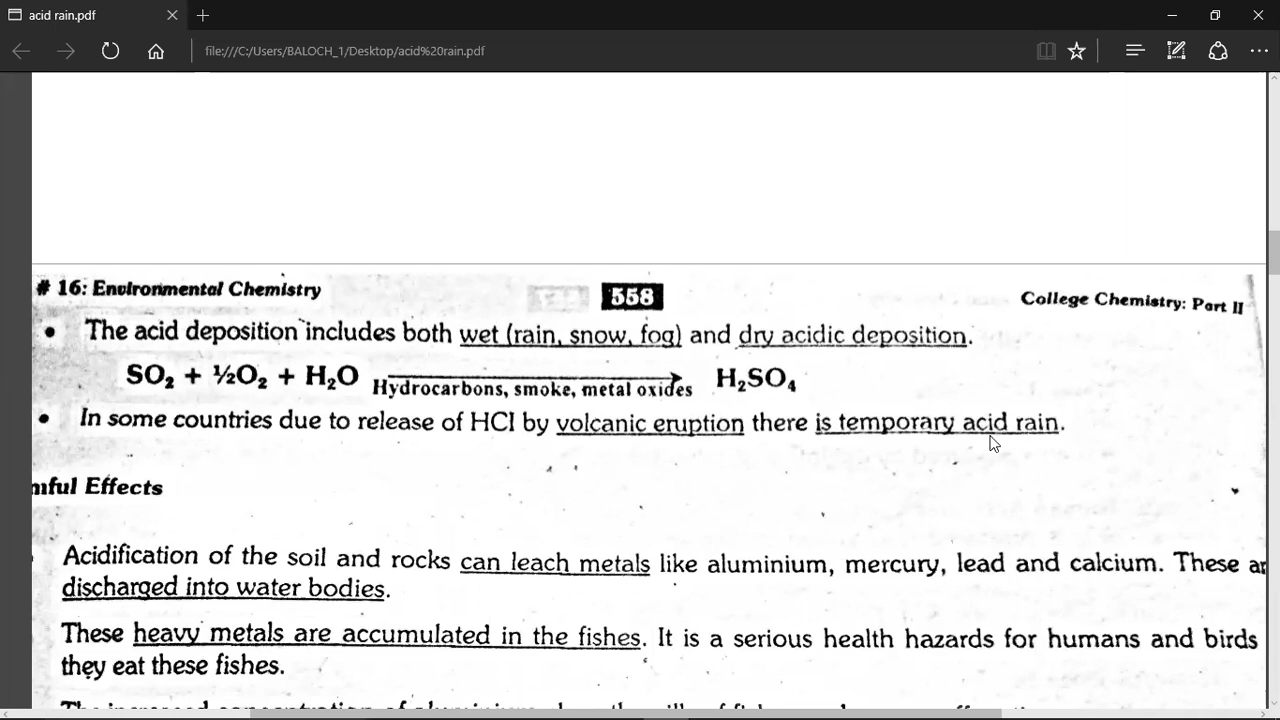 acid rain.pdf
file:///C:/Users/BALOCH_1/Desktop/acid%20rain.pdf
# 16: Environmental Chemistry 558 College Chemistry: Part II
• The acid deposition includes both wet (rain, snow, fog) and dry acidic deposition.
SO₂ + ½O₂ + H₂O Hydrocarbons, smoke, metal oxides → H₂SO₄
• In some countries due to release of HCl by volcanic eruption there is temporary acid rain.
mful Effects
Acidification of the soil and rocks can leach metals like aluminium, mercury, lead and calcium. These ar
discharged into water bodies.
These heavy metals are accumulated in the fishes. It is a serious health hazards for humans and birds
they eat these fishes.